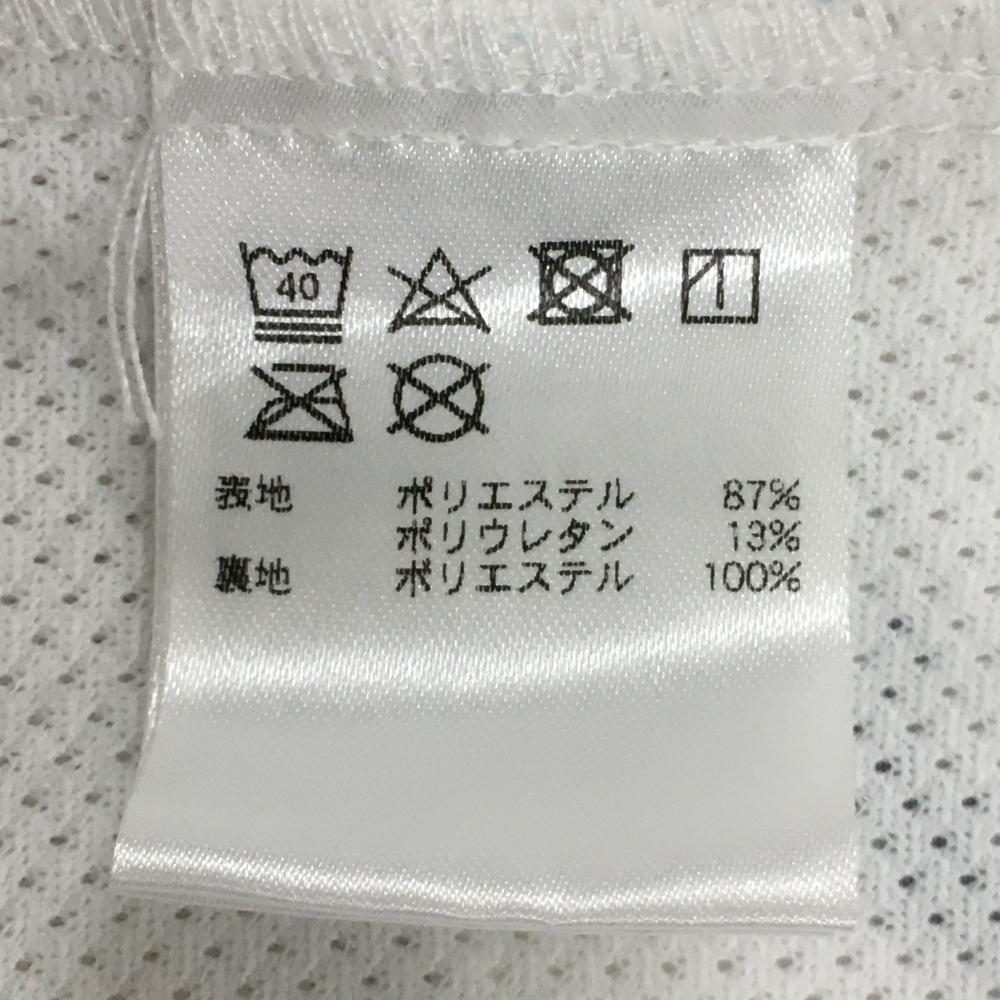 40
表地 ポリエステル 87%
ポリウレタン 13%
裏地 ポリエステル 100%